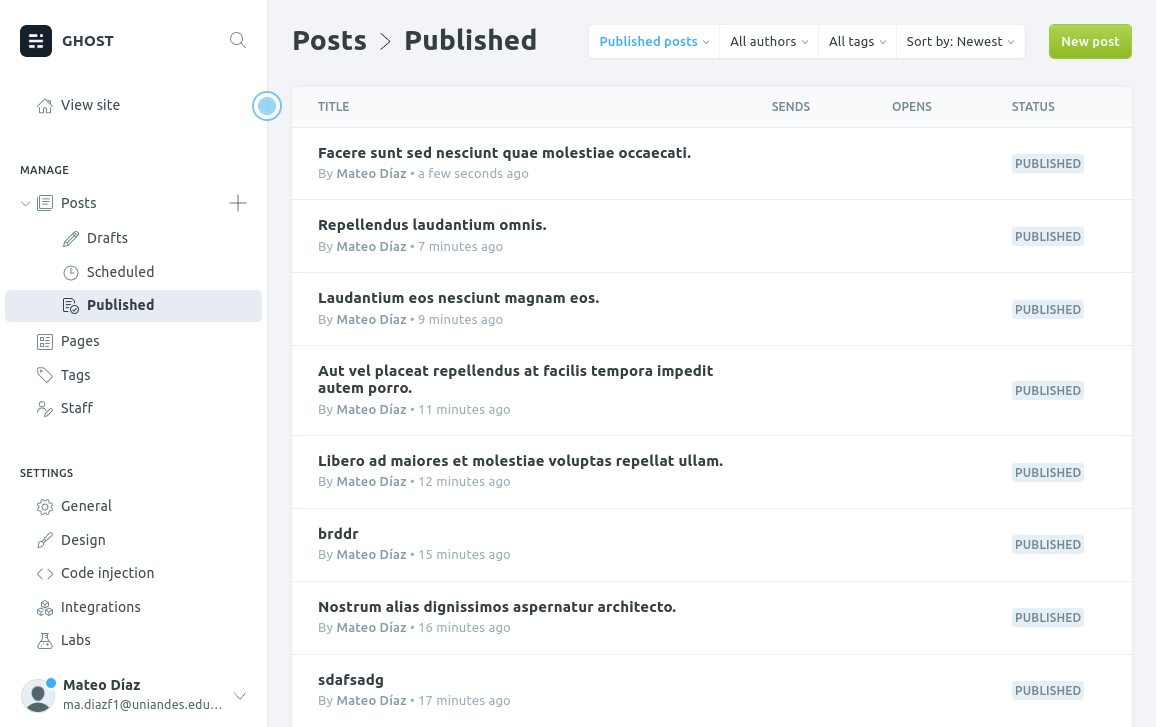 GHOST
View site
MANAGE
Posts
Drafts
Scheduled
Published
Pages
Tags
Staff
SETTINGS
General
Design
Code injection
Integrations
Labs
Mateo Díaz
ma.diazf1@uniandes.edu...
Posts > Published
Published posts
All authors
All tags
Sort by: Newest
New post
TITLE SENDS OPENS STATUS
Facere sunt sed nesciunt quae molestiae occaecati.
By Mateo Díaz • a few seconds ago
PUBLISHED
Repellendus laudantium omnis.
By Mateo Díaz • 7 minutes ago
PUBLISHED
Laudantium eos nesciunt magnam eos.
By Mateo Díaz • 9 minutes ago
PUBLISHED
Aut vel placeat repellendus at facilis tempora impedit
autem porro.
By Mateo Díaz • 11 minutes ago
PUBLISHED
Libero ad maiores et molestiae voluptas repellat ullam.
By Mateo Díaz • 12 minutes ago
PUBLISHED
brddr
By Mateo Díaz • 15 minutes ago
PUBLISHED
Nostrum alias dignissimos aspernatur architecto.
By Mateo Díaz • 16 minutes ago
PUBLISHED
sdafsadg
By Mateo Díaz • 17 minutes ago
PUBLISHED